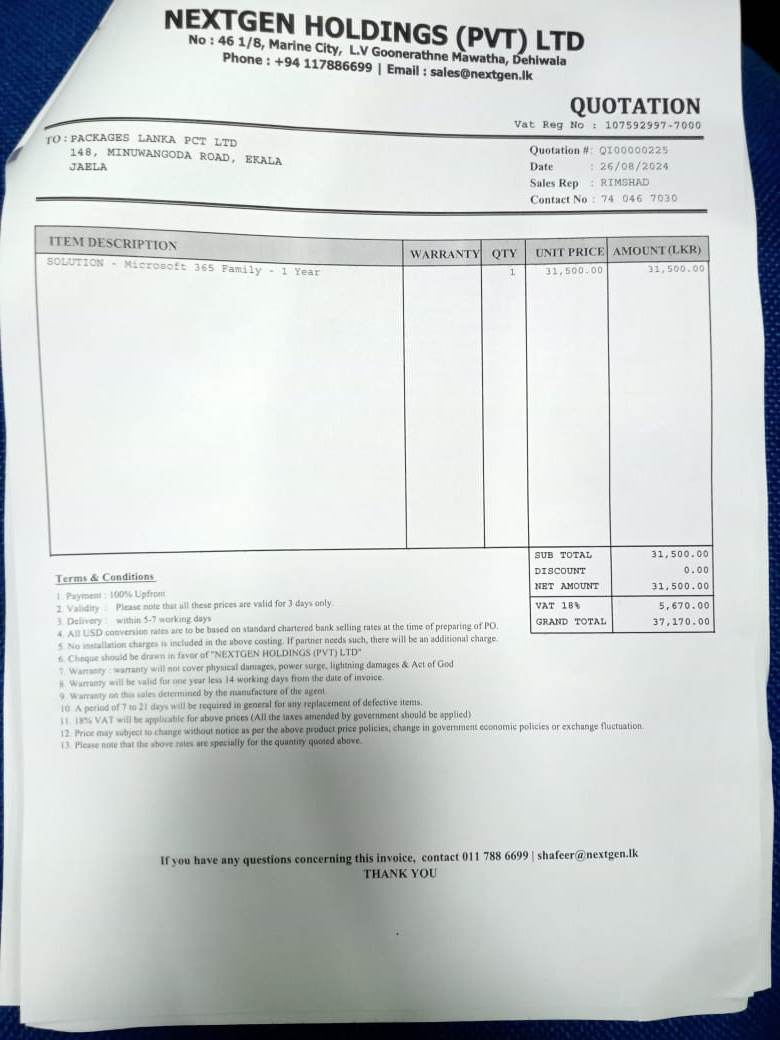 NEXTGEN HOLDINGS (PVT) LTD
No : 46 1/8, Marine City, L.V Goonerathne Mawatha, Dehiwala
Phone : +94 117886699 | Email : sales@nextgen.lk
QUOTATION
Vat Reg No : 107592997-7000
TO : PACKAGES LANKA PCT LTD
148, MINUWANGODA ROAD, EKALA
JAELA
Quotation #: QI00000225
Date : 26/08/2024
Sales Rep : RIMSHAD
Contact No : 74 046 7030
ITEM DESCRIPTION WARRANTY QTY UNIT PRICE AMOUNT (LKR)
SOLUTION - Microsoft 365 Family - 1 Year 1 31,500.00 31,500.00
SUB TOTAL 31,500.00
DISCOUNT 0.00
NET AMOUNT 31,500.00
VAT 18% 5,670.00
GRAND TOTAL 37,170.00
Terms & Conditions
1. Payment : 100% Upfront
2. Validity : Please note that all these prices are valid for 3 days only.
3. Delivery : within 5-7 working days
4. All USD conversion rates are to be based on standard chartered bank selling rates at the time of preparing of PO.
5. No installation charges is included in the above costing. If partner needs such, there will be an additional charge.
6. Cheque should be drawn in favor of "NEXTGEN HOLDINGS (PVT) LTD"
7. Warranty : warranty will not cover physical damages, power surge, lightning damages & Act of God
8. Warranty will be valid for one year less 14 working days from the date of invoice.
9. Warranty on this sales determined by the manufacture of the agent.
10. A period of 7 to 21 days will be required in general for any replacement of defective items.
11. 18% VAT will be applicable for above prices (All the taxes amended by government should be applied)
12. Price may subject to change without notice as per the above product price policies, change in government economic policies or exchange fluctuation.
13. Please note that the above rates are specially for the quantity quoted above.
If you have any questions concerning this invoice, contact 011 788 6699 | shafeer@nextgen.lk
THANK YOU